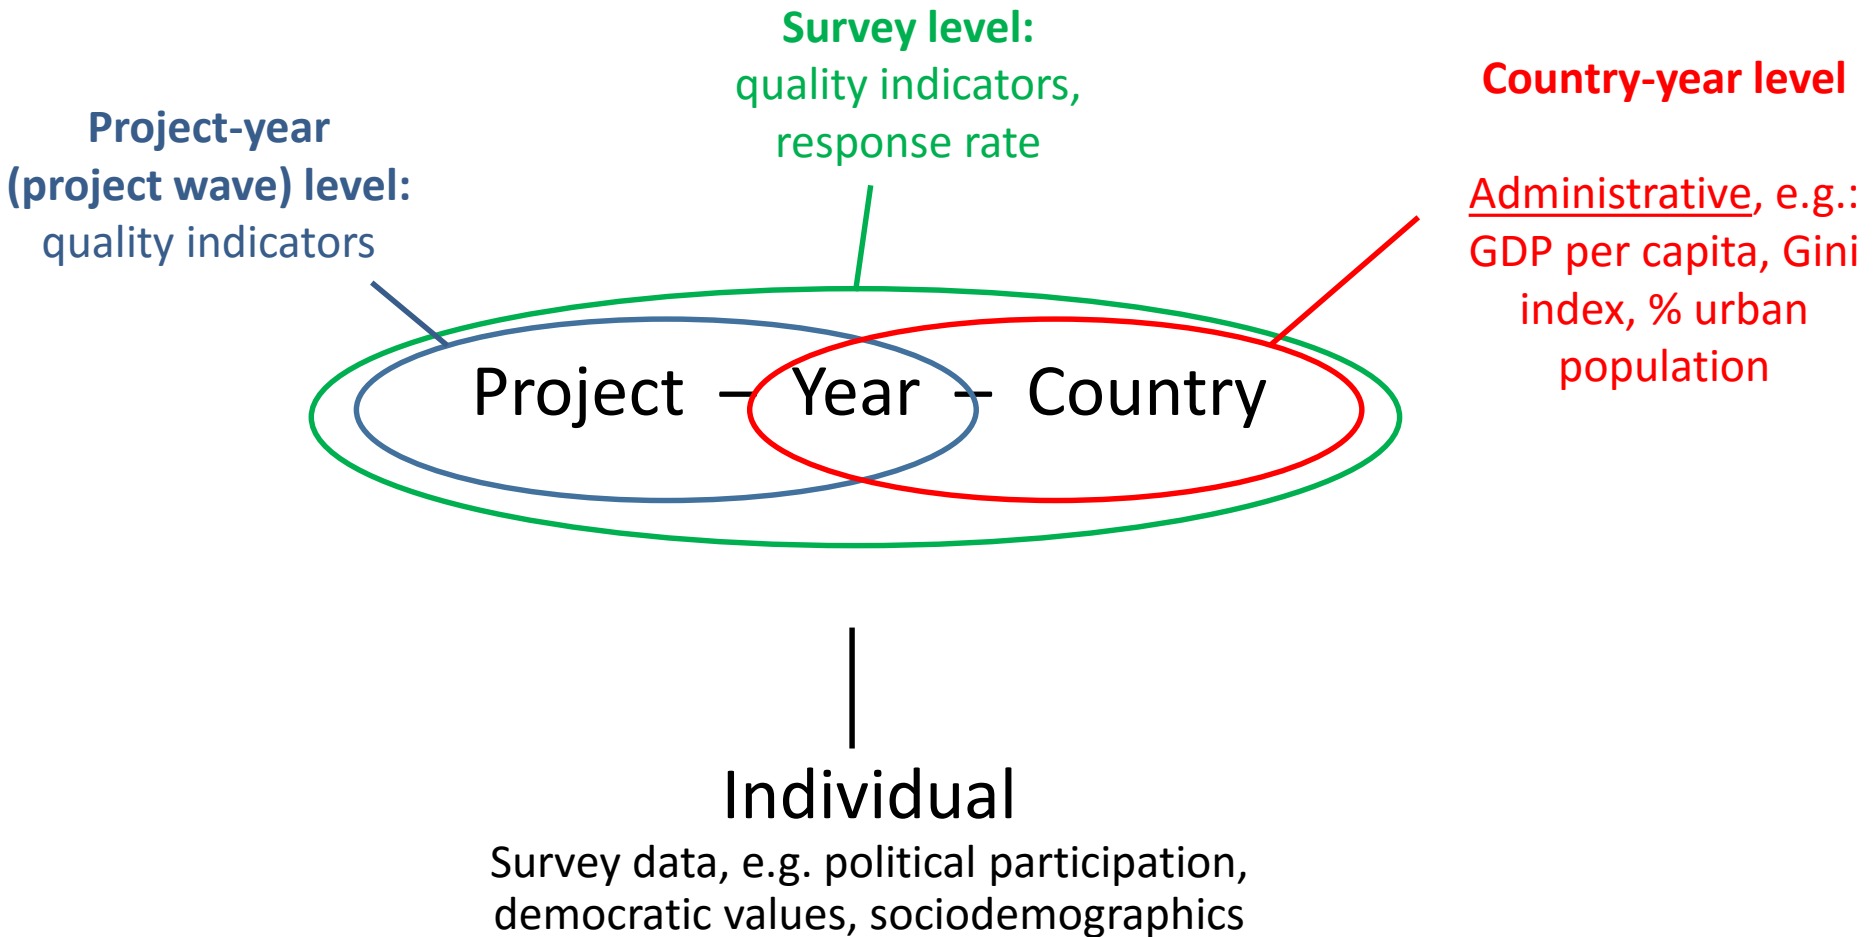 Survey level:
quality indicators,
response rate
Project-year
(project wave) level:
quality indicators
Country-year level
Administrative, e.g.:
GDP per capita, Gini
index, % urban
population
Project – Year – Country
Individual
Survey data, e.g. political participation,
democratic values, sociodemographics